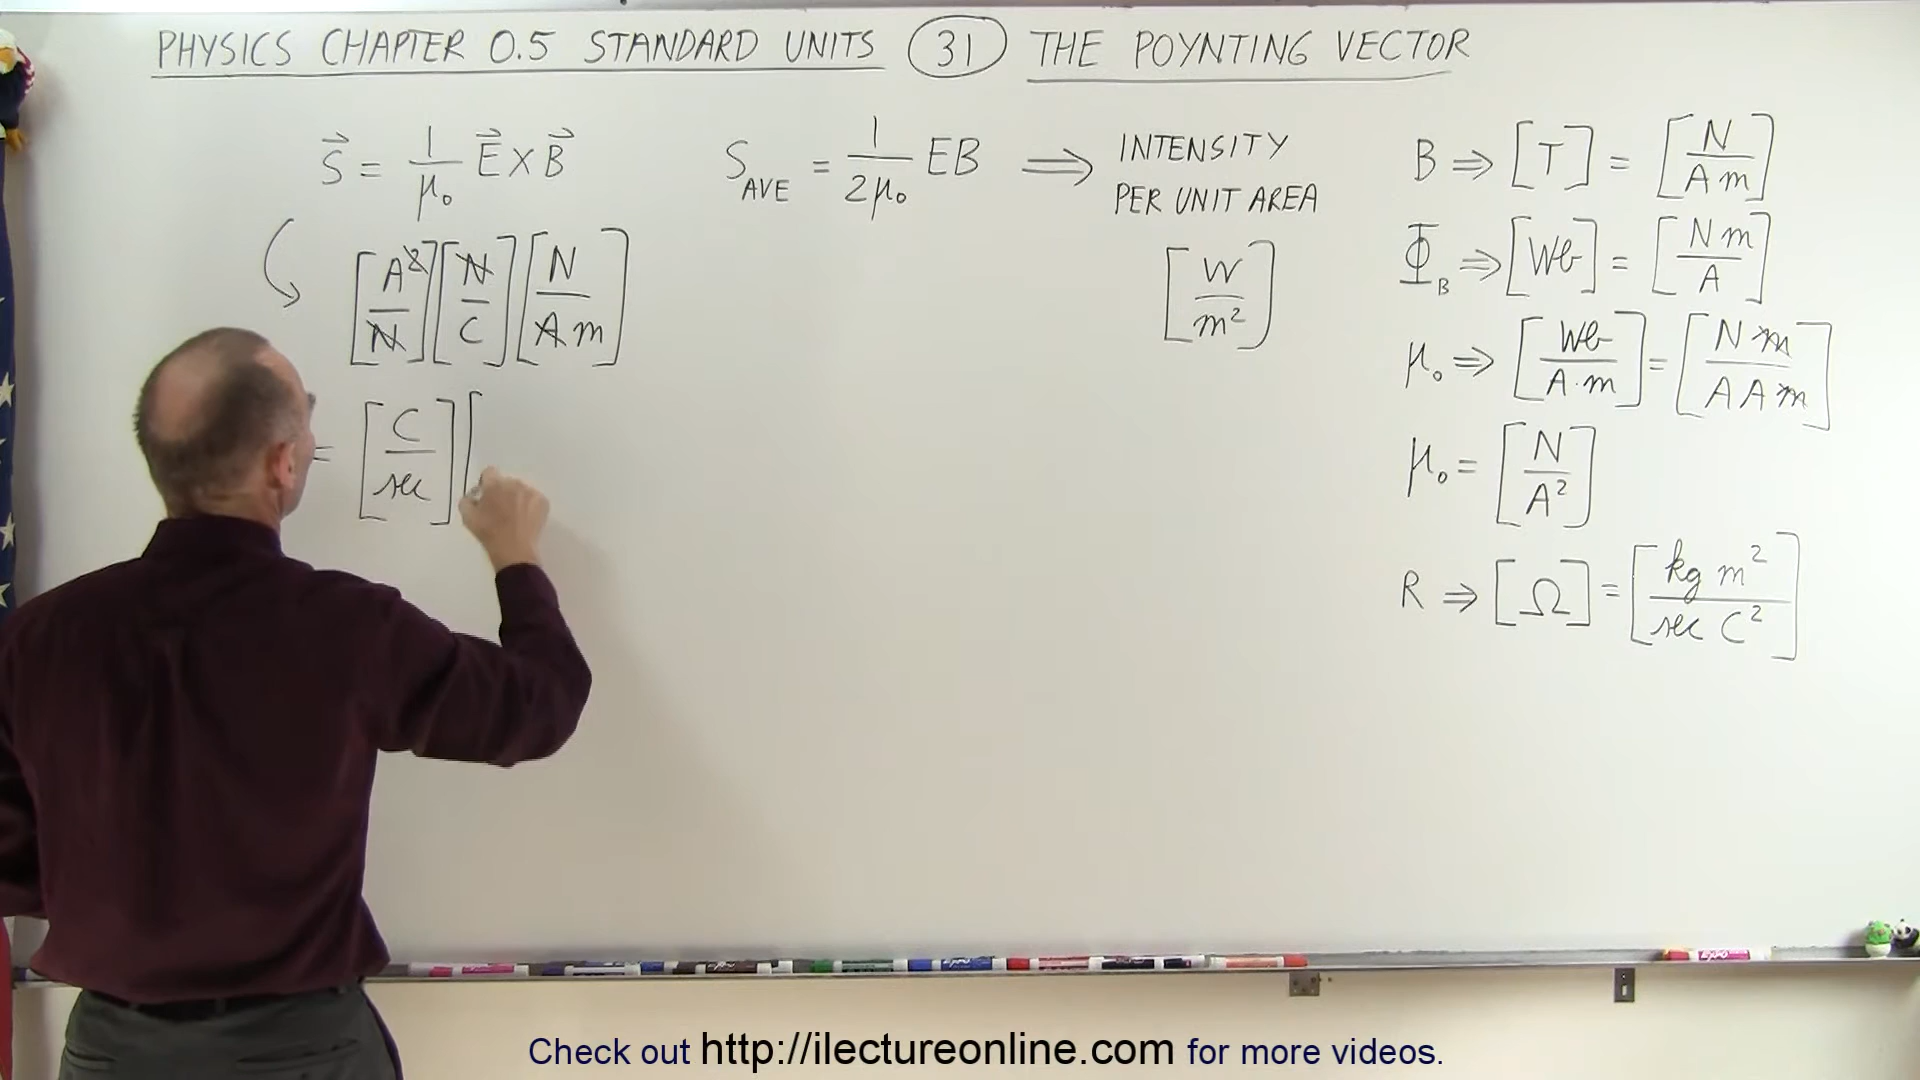 PHYSICS CHAPTER 0.5 STANDARD UNITS (31) THE POYNTING VECTOR
S⃗ = 1/μ₀ E⃗ × B⃗
[A²/N] [N/C] [N/A m]
= [C/sec] [
S_AVE = 1/2μ₀ EB ⟹ INTENSITY
PER UNIT AREA
[W/m²]
B ⇒ [T] = [N/A m]
Φ_B ⇒ [Wb] = [N m/A]
μ₀ ⇒ [Wb/A·m] = [N m/A A m]
μ₀ = [N/A²]
R ⇒ [Ω] = [kg m²/sec C²]
Check out http://ilectureonline.com for more videos.